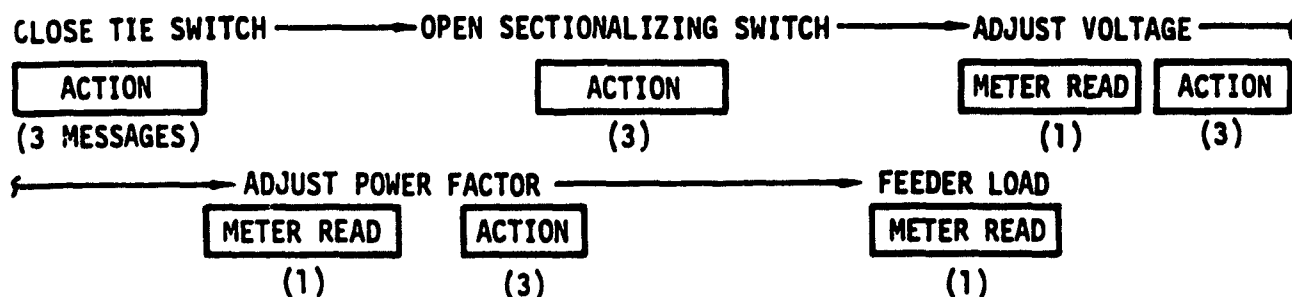 CLOSE TIE SWITCH OPEN SECTIONALIZING SWITCH ADJUST VOLTAGE
ACTION ACTION METER READ ACTION
(3 MESSAGES) (3) (1) (3)
ADJUST POWER FACTOR FEEDER LOAD
METER READ ACTION METER READ
(1) (3) (1)